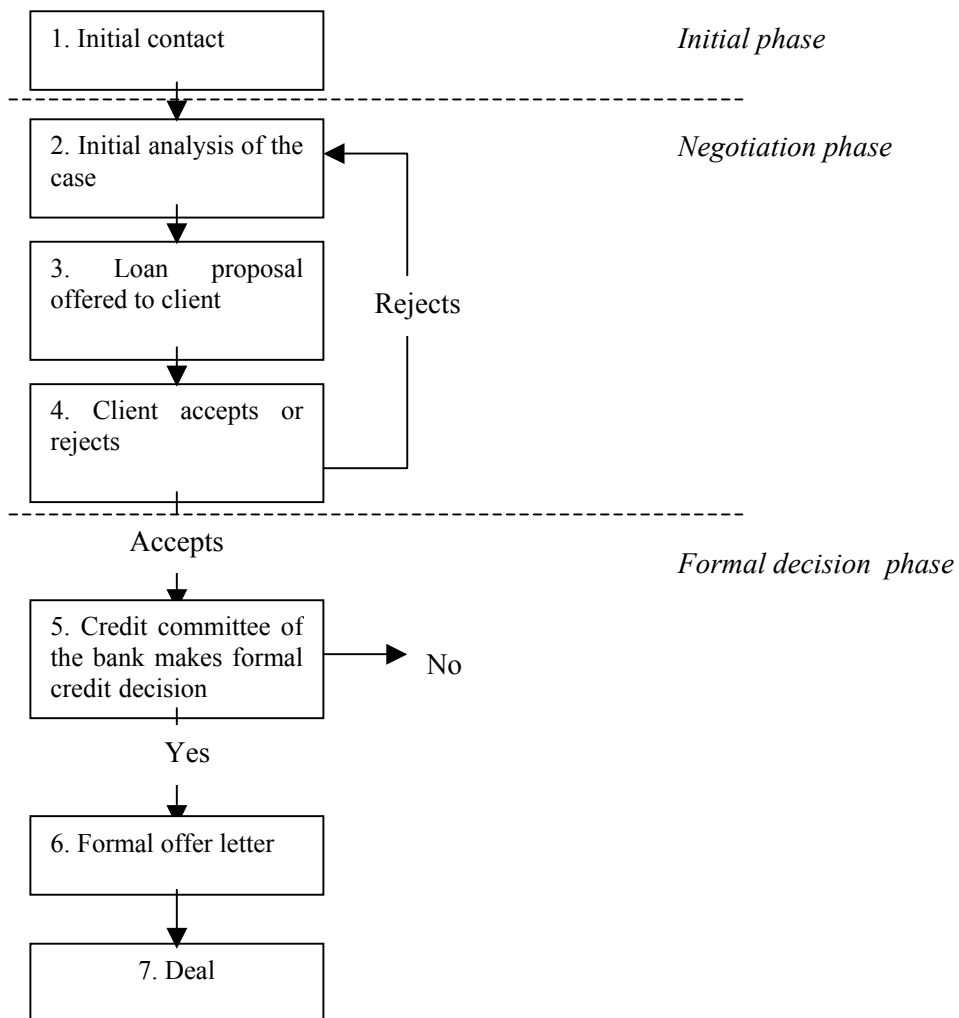 1. Initial contact
Initial phase
2. Initial analysis of the
case
Negotiation phase
3. Loan proposal
offered to client
Rejects
4. Client accepts or
rejects
Accepts
Formal decision phase
5. Credit committee of
the bank makes formal
credit decision
No
Yes
6. Formal offer letter
7. Deal